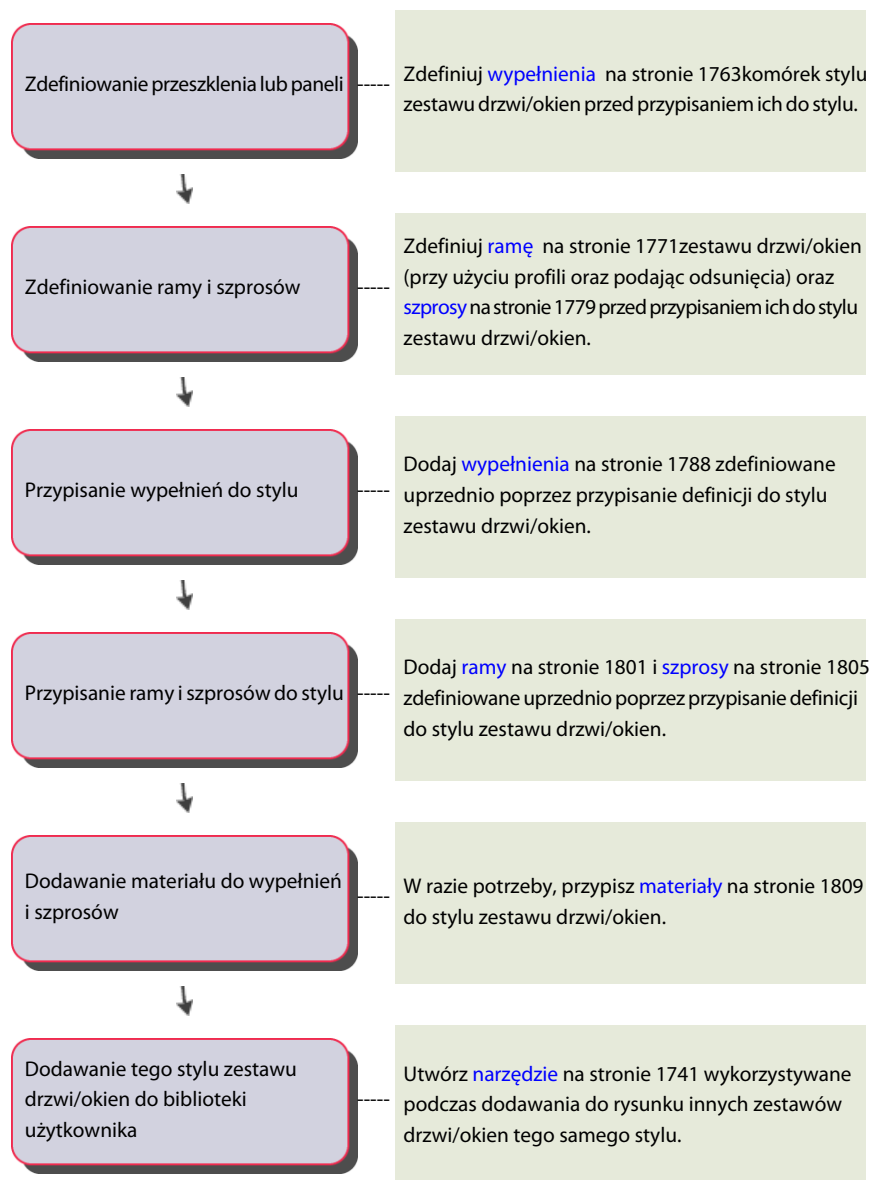 Zdefiniowanie przeszklenia lub paneli
Zdefiniuj wypełnienia na stronie 1763komórek stylu
zestawu drzwi/okien przed przypisaniem ich do stylu.
Zdefiniowanie ramy i szprosów
Zdefiniuj ramę na stronie 1771zestawu drzwi/okien
(przy użyciu profili oraz podając odsunięcia) oraz
szprosy na stronie 1779 przed przypisaniem ich do stylu
zestawu drzwi/okien.
Przypisanie wypełnień do stylu
Dodaj wypełnienia na stronie 1788 zdefiniowane
uprzednio poprzez przypisanie definicji do stylu
zestawu drzwi/okien.
Przypisanie ramy i szprosów do stylu
Dodaj ramy na stronie 1801 i szprosy na stronie 1805
zdefiniowane uprzednio poprzez przypisanie definicji
do stylu zestawu drzwi/okien.
Dodawanie materiału do wypełnień
i szprosów
W razie potrzeby, przypisz materiały na stronie 1809
do stylu zestawu drzwi/okien.
Dodawanie tego stylu zestawu
drzwi/okien do biblioteki
użytkownika
Utwórz narzędzie na stronie 1741 wykorzystywane
podczas dodawania do rysunku innych zestawów
drzwi/okien tego samego stylu.